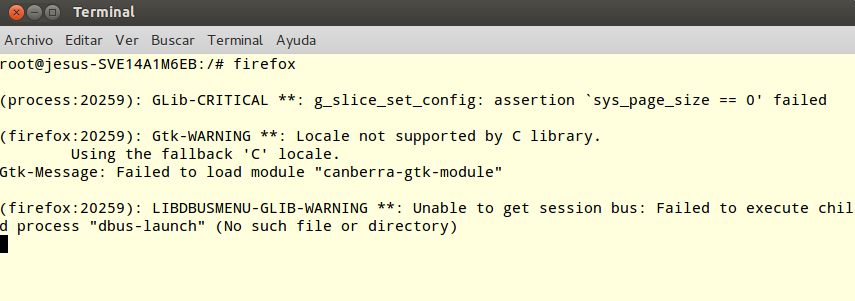 Terminal
Archivo Editar Ver Buscar Terminal Ayuda
root@jesus-SVE14A1M6EB:/# firefox
(process:20259): GLib-CRITICAL **: g_slice_set_config: assertion `sys_page_size == 0' failed
(firefox:20259): Gtk-WARNING **: Locale not supported by C library.
Using the fallback 'C' locale.
Gtk-Message: Failed to load module "canberra-gtk-module"
(firefox:20259): LIBDBUSMENU-GLIB-WARNING **: Unable to get session bus: Failed to execute chil
d process "dbus-launch" (No such file or directory)